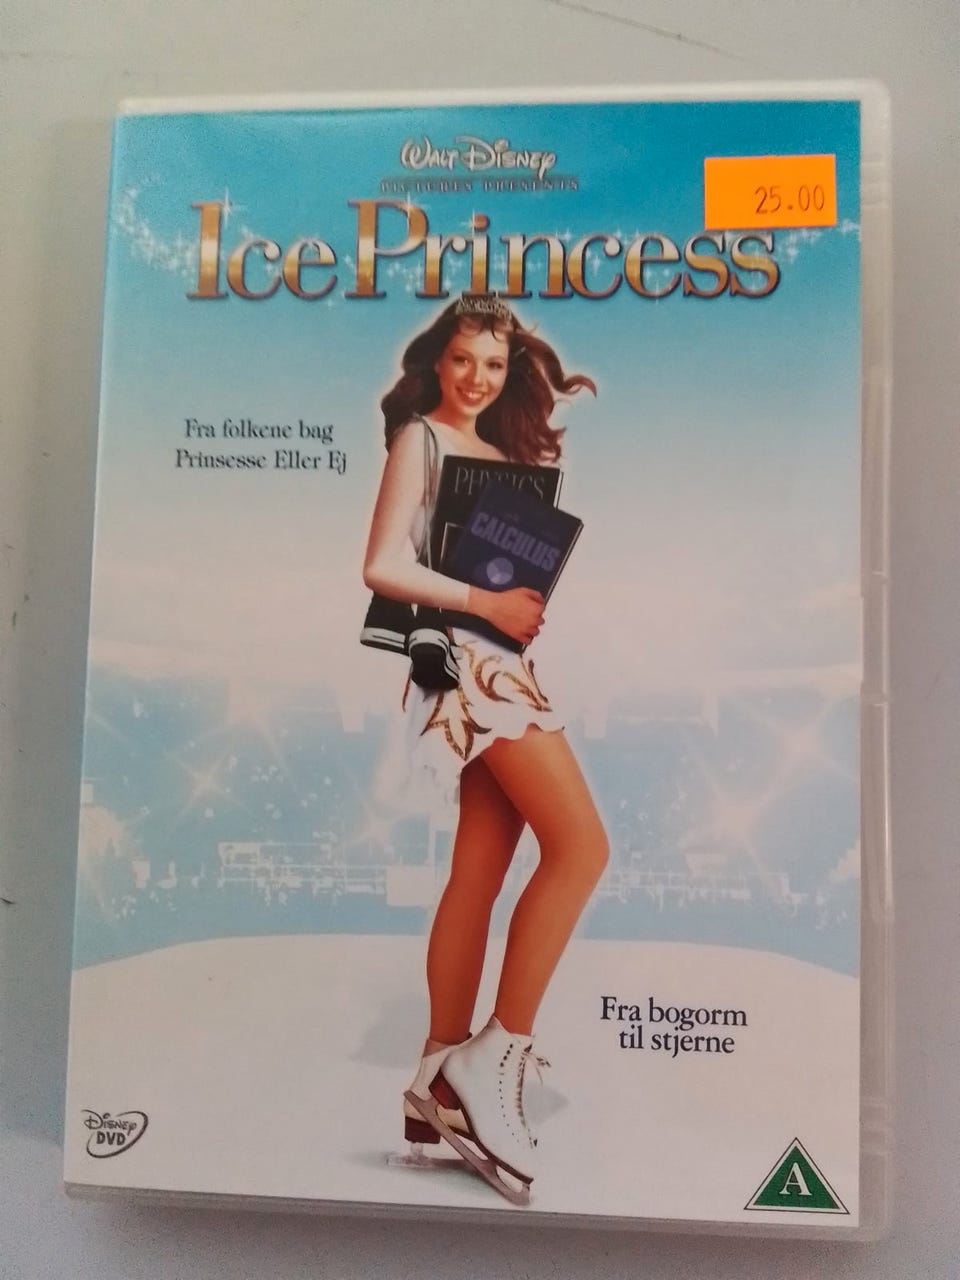 WALT DISNEY
PICTURES PRESENTS
25.00
Ice Princess
Fra folkene bag
Prinsesse Eller Ej
PHYSICS
CALCULUS
Fra bogorm
til stjerne
DISNEY
DVD
A